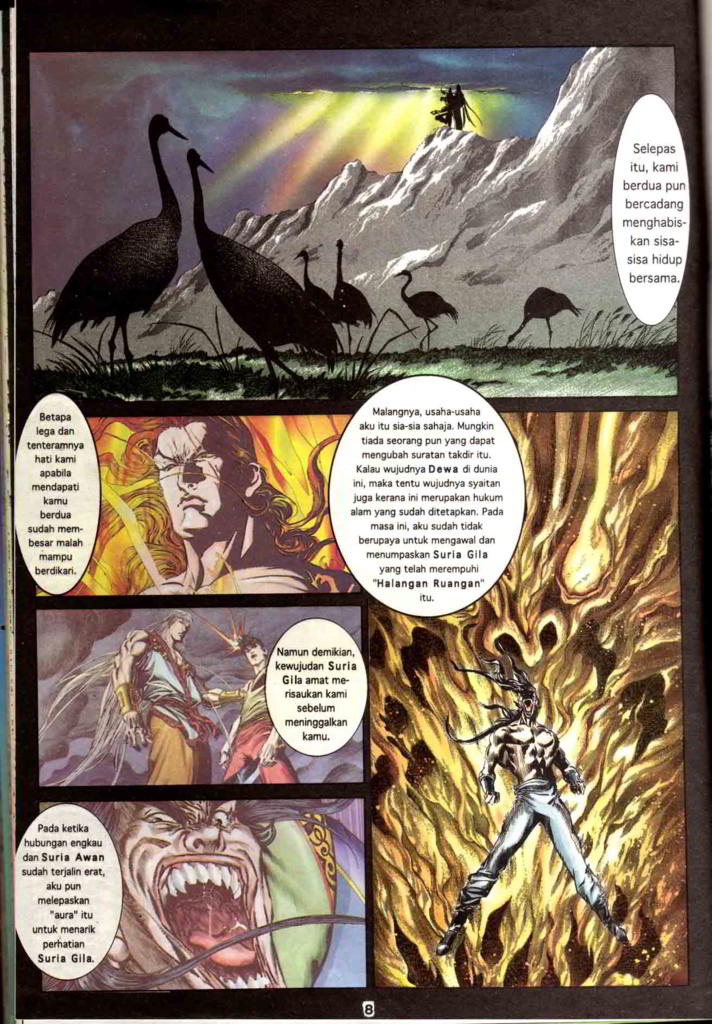 Selepas
itu, kami
berdua pun
bercadang
menghabis-
kan sisa-
sisa hidup
bersama.
Betapa
lega dan
tenteramnya
hati kami
apabila
mendapati
kamu
berdua
sudah mem-
besar malah
mampu
berdikari.
Namun demikian,
kewujudan Suria
Gila amat me-
risaukan kami
sebelum
meninggalkan
kamu.
Pada ketika
hubungan engkau
dan Suria Awan
sudah terjalin erat,
aku pun
melepaskan
"aura" itu
untuk menarik
perhatian
Suria Gila.
Malangnya, usaha-usaha
aku itu sia-sia sahaja. Mungkin
tiada seorang pun yang dapat
mengubah suratan takdir itu.
Kalau wujudnya Dewa di dunia
ini, maka tentu wujudnya syaitan
juga kerana ini merupakan hukum
alam yang sudah ditetapkan. Pada
masa ini, aku sudah tidak
berupaya untuk mengawal dan
menumpaskan Suria Gila
yang telah merempuhi
"Halangan Ruangan"
itu.
8